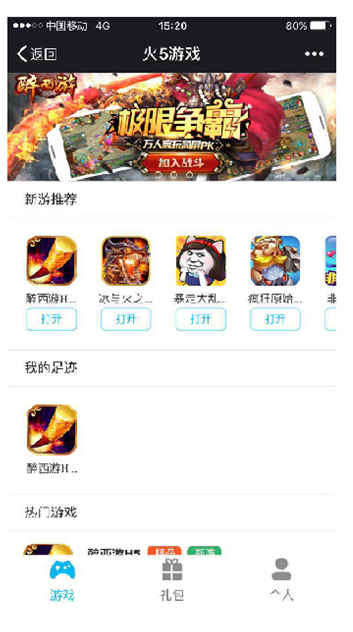 中国移动 4G 15:20 80%
返回 火5游戏
醉西游
极限争霸
万人疯玩同屏PK
加入战斗
新游推荐
醉西游H... 冰与火之... 暴走大乱... 疯狂原始...
打开 打开 打开 打开
我的足迹
醉西游H...
热门游戏
醉西游H5 精品 新游
游戏 礼包 个人